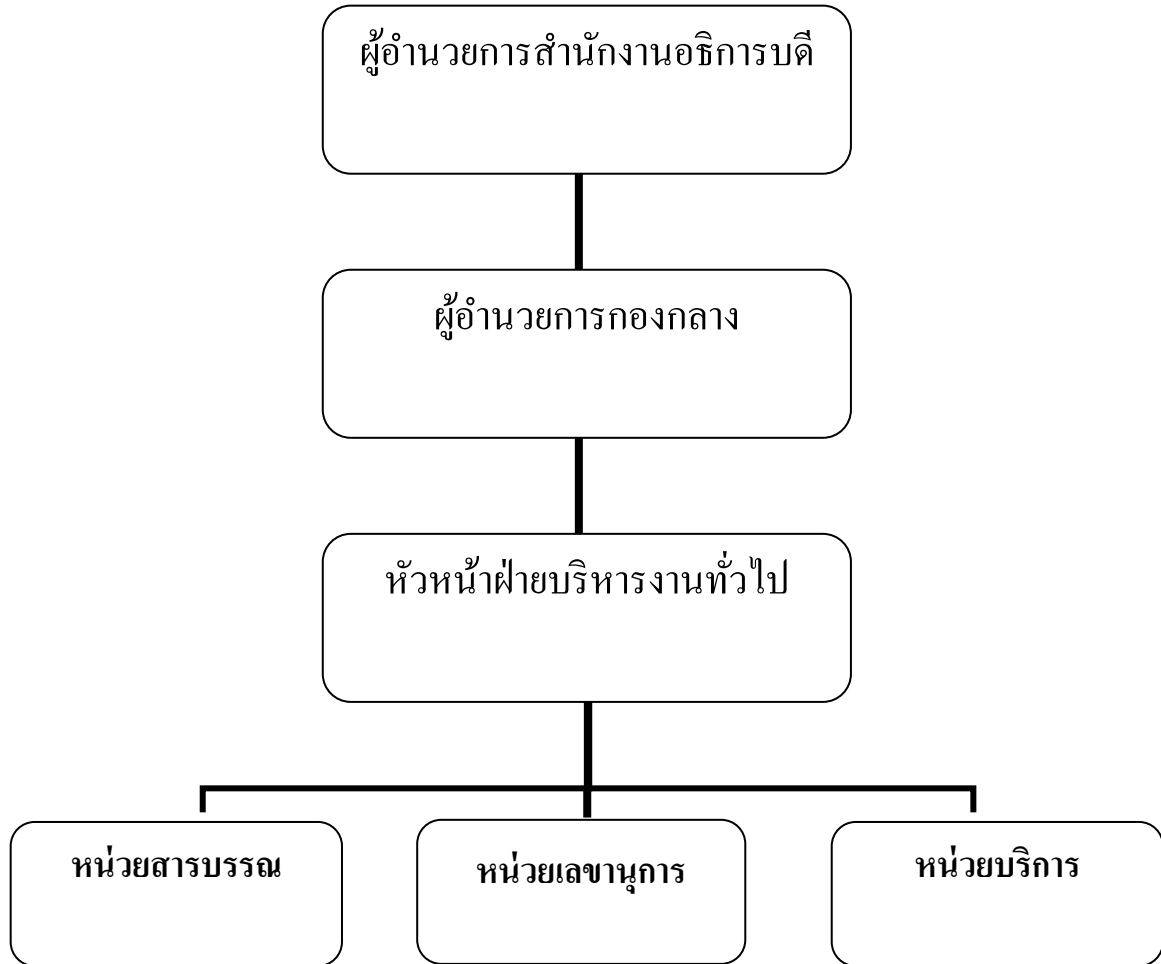 ผู้อำนวยการสำนักงานอธิการบดี
ผู้อำนวยการกองกลาง
หัวหน้าฝ่ายบริหารงานทั่วไป
หน่วยสารบรรณ
หน่วยเลขานุการ
หน่วยบริการ